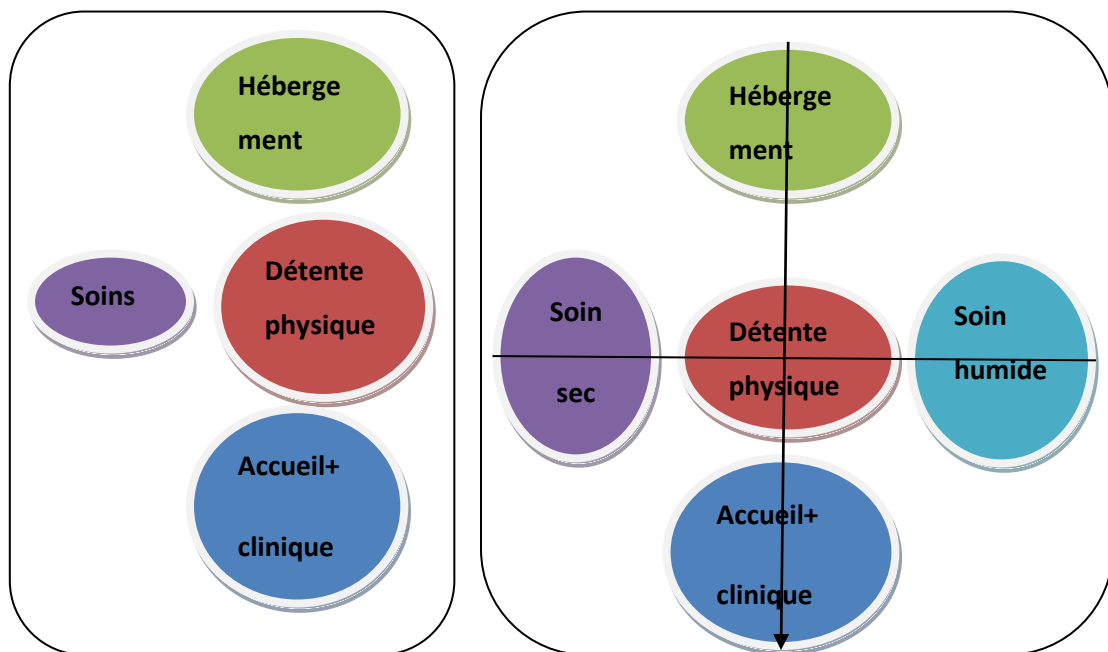 Héberge
ment
Soins
Détente
physique
Accueil+
clinique
Héberge
ment
Soin
sec
Détente
physique
Soin
humide
Accueil+
clinique